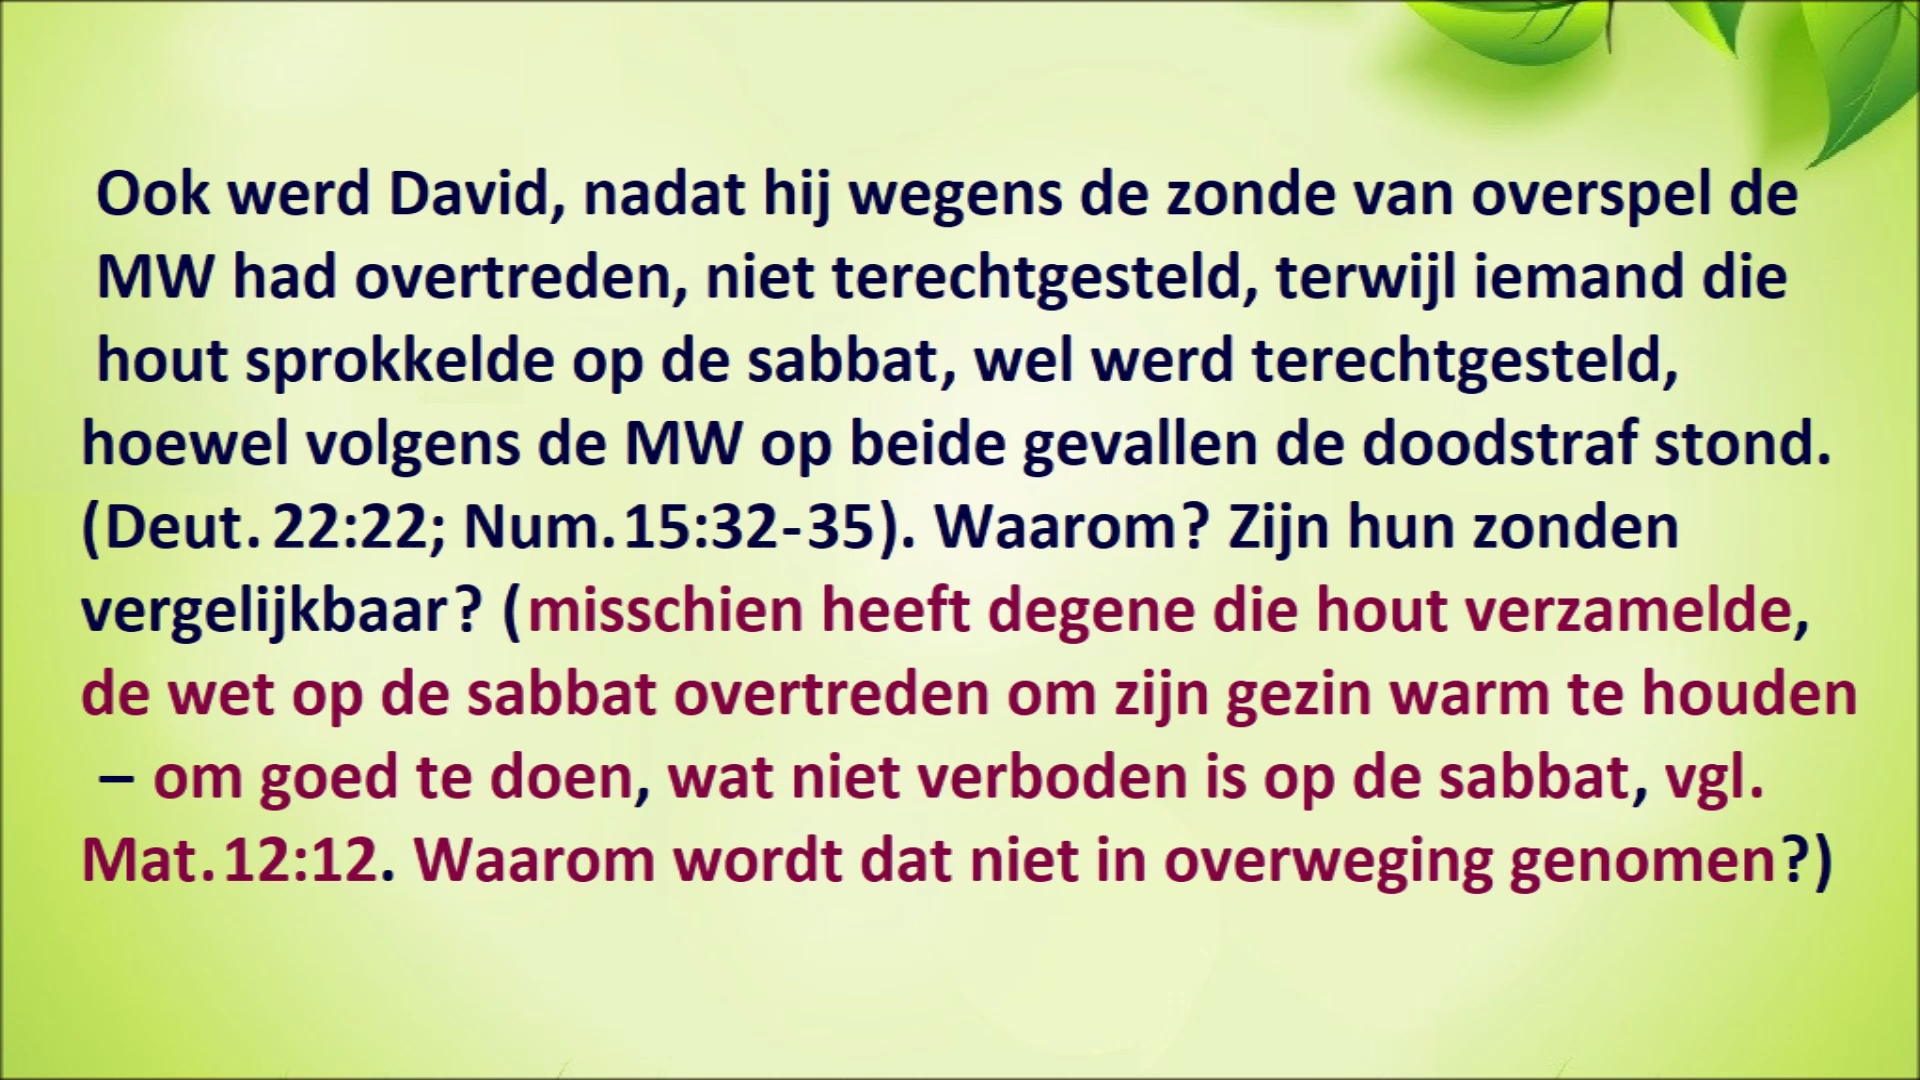 Ook werd David, nadat hij wegens de zonde van overspel de
MW had overtreden, niet terechtgesteld, terwijl iemand die
hout sprokkelde op de sabbat, wel werd terechtgesteld,
hoewel volgens de MW op beide gevallen de doodstraf stond.
(Deut. 22:22; Num. 15:32-35). Waarom? Zijn hun zonden
vergelijkbaar? (misschien heeft degene die hout verzamelde,
de wet op de sabbat overtreden om zijn gezin warm te houden
– om goed te doen, wat niet verboden is op de sabbat, vgl.
Mat. 12:12. Waarom wordt dat niet in overweging genomen?)